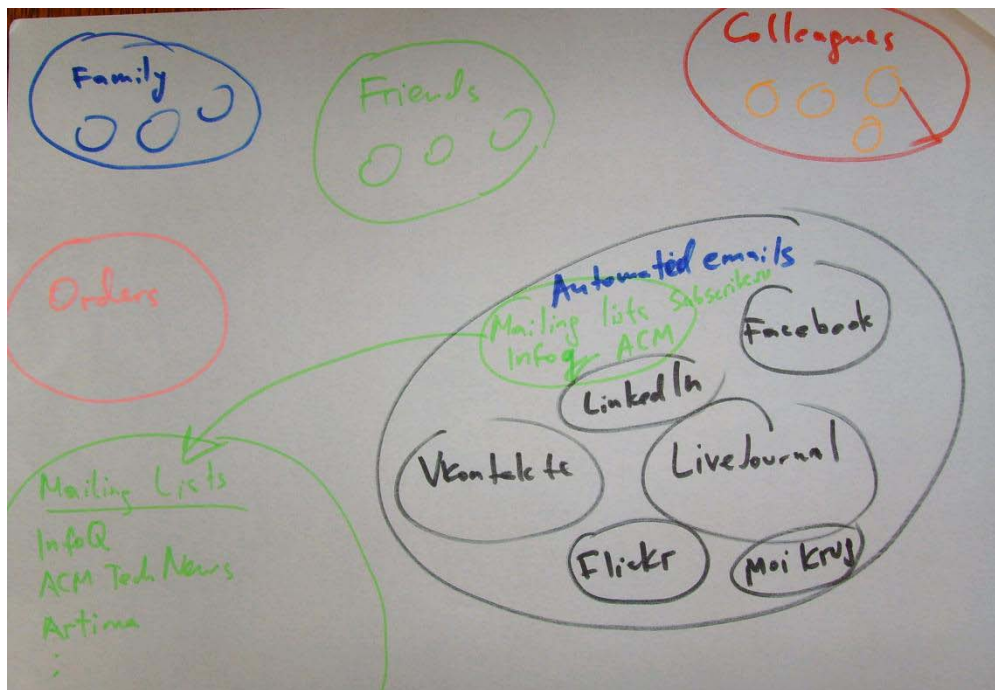 Family
Friends
Colleagues
Orders
Automated emails
Mailing lists
InfoQ ACM
Facebook
LinkedIn
Vkontakte
LiveJournal
Flickr
Moi Krug
Mailing Lists
InfoQ
ACM Tech News
Artima
: